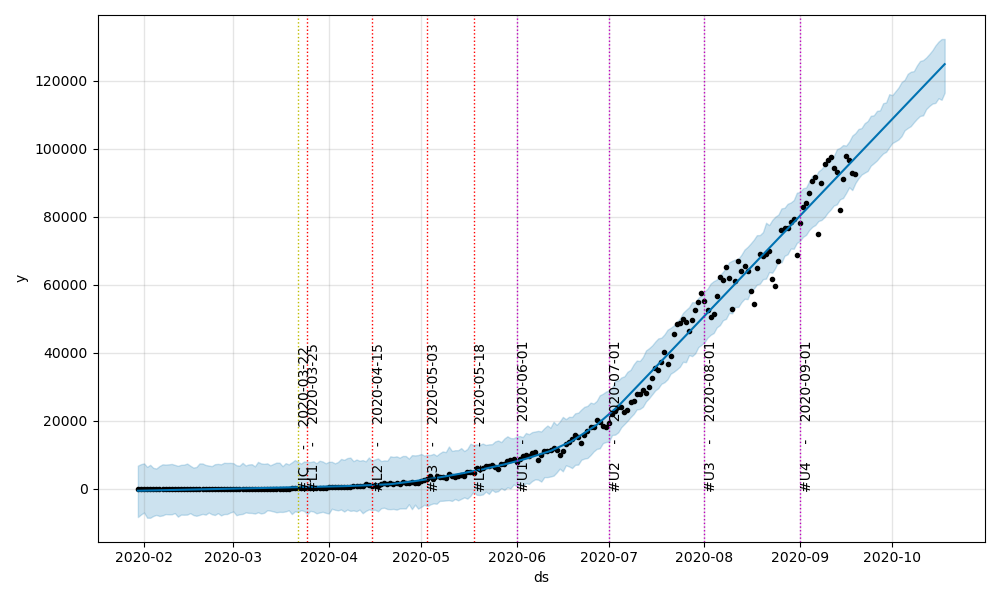 120000
100000
80000
60000
40000
20000
0
y
#JC - 2020-03-22
#L1 - 2020-03-25
#L2 - 2020-04-15
#L3 - 2020-05-03
2020-05-18
#U1 - 2020-06-01
#U2 - 2020-07-01
#U3 - 2020-08-01
#U4 - 2020-09-01
2020-02
2020-03
2020-04
2020-05
2020-06
2020-07
2020-08
2020-09
2020-10
ds